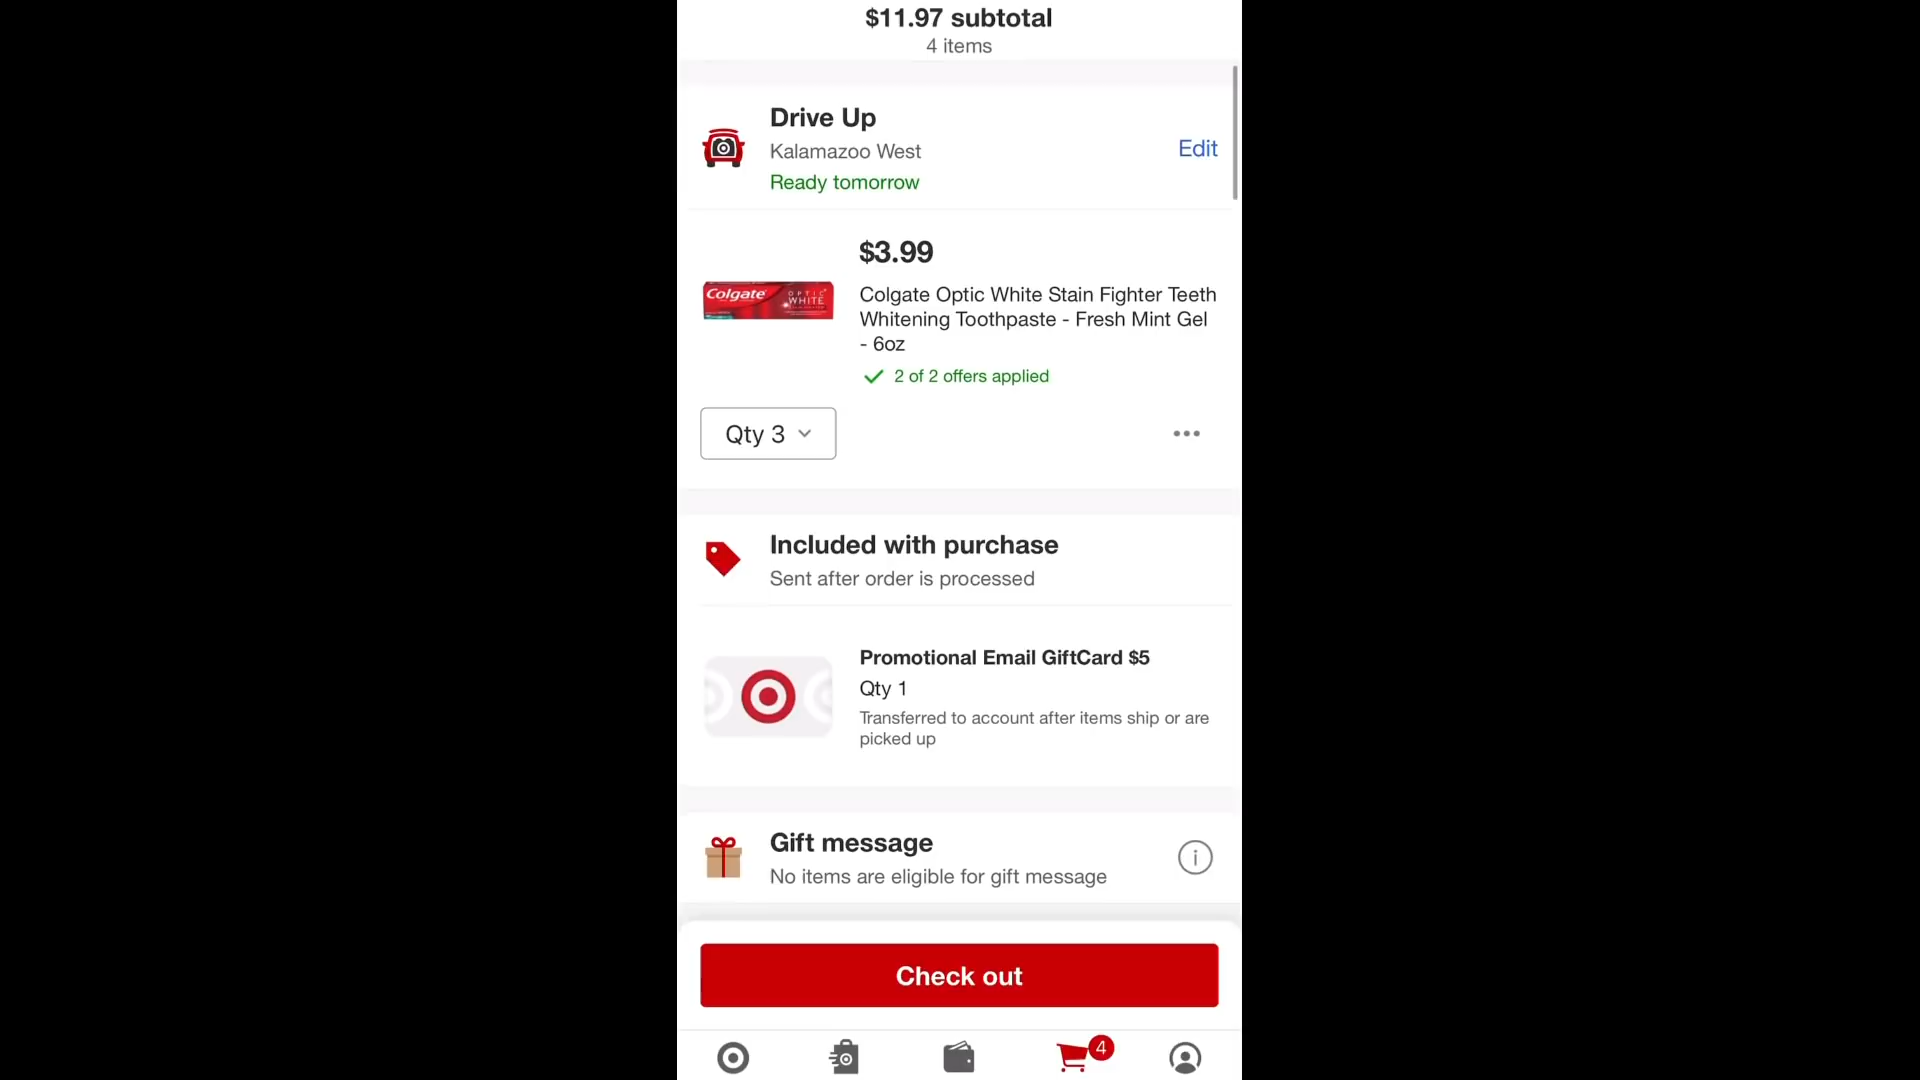 $11.97 subtotal
4 items
Drive Up
Kalamazoo West
Ready tomorrow
Edit
$3.99
Colgate Optic White Stain Fighter Teeth
Whitening Toothpaste - Fresh Mint Gel
- 6oz
2 of 2 offers applied
Colgate
OPTIC
WHITE
Qty 3
Included with purchase
Sent after order is processed
Promotional Email GiftCard $5
Qty 1
Transferred to account after items ship or are
picked up
Gift message
No items are eligible for gift message
Check out
4